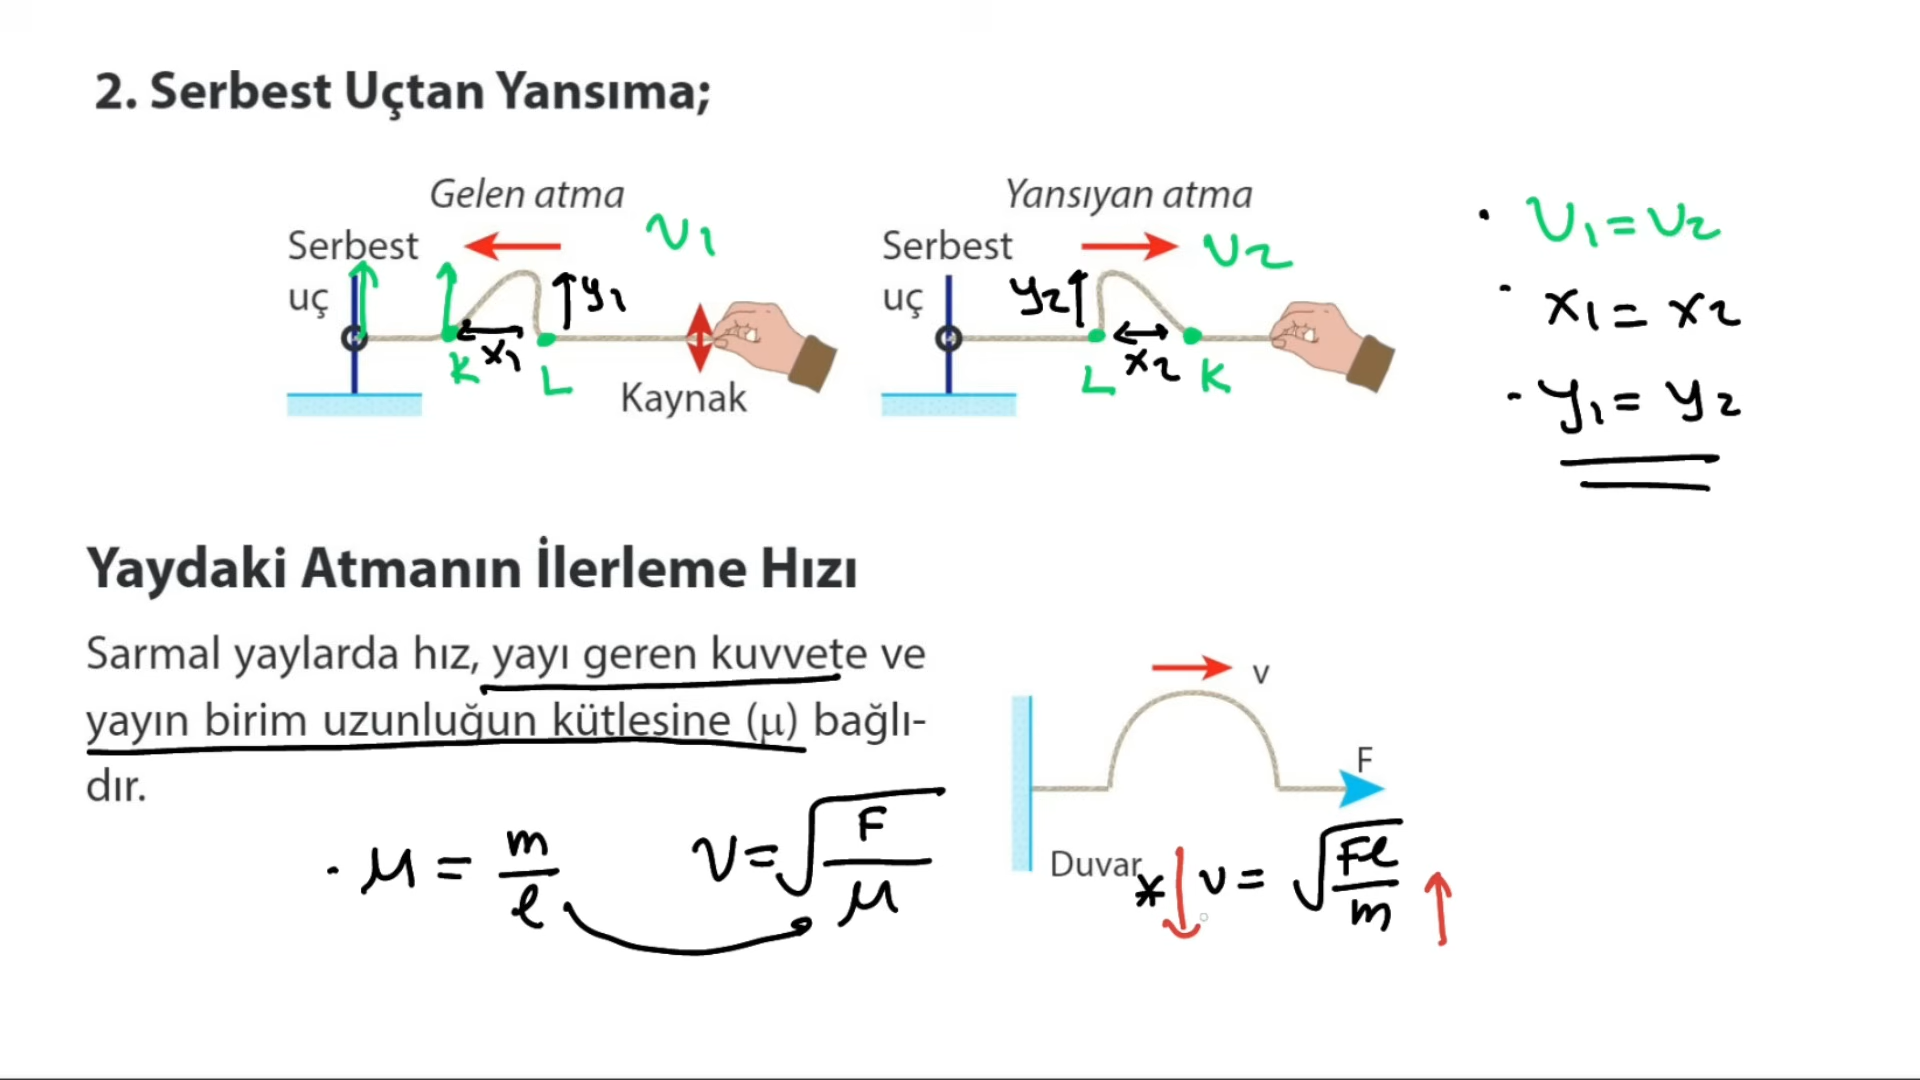 2. Serbest Uçtan Yansıma;
Gelen atma
v1
Serbest
uç
y1
K
x1
L
Kaynak
Yansıyan atma
v2
Serbest
uç
y2
L
x2
K
· v1 = v2
· x1 = x2
· y1 = y2
Yaydaki Atmanın İlerleme Hızı
Sarmal yaylarda hız, yayı geren kuvvete ve
yayın birim uzunluğun kütlesine (μ) bağlı-
dır.
· μ = m/ℓ
v = √(F/μ)
v
F
Duvar
* v = √(Fℓ/m)